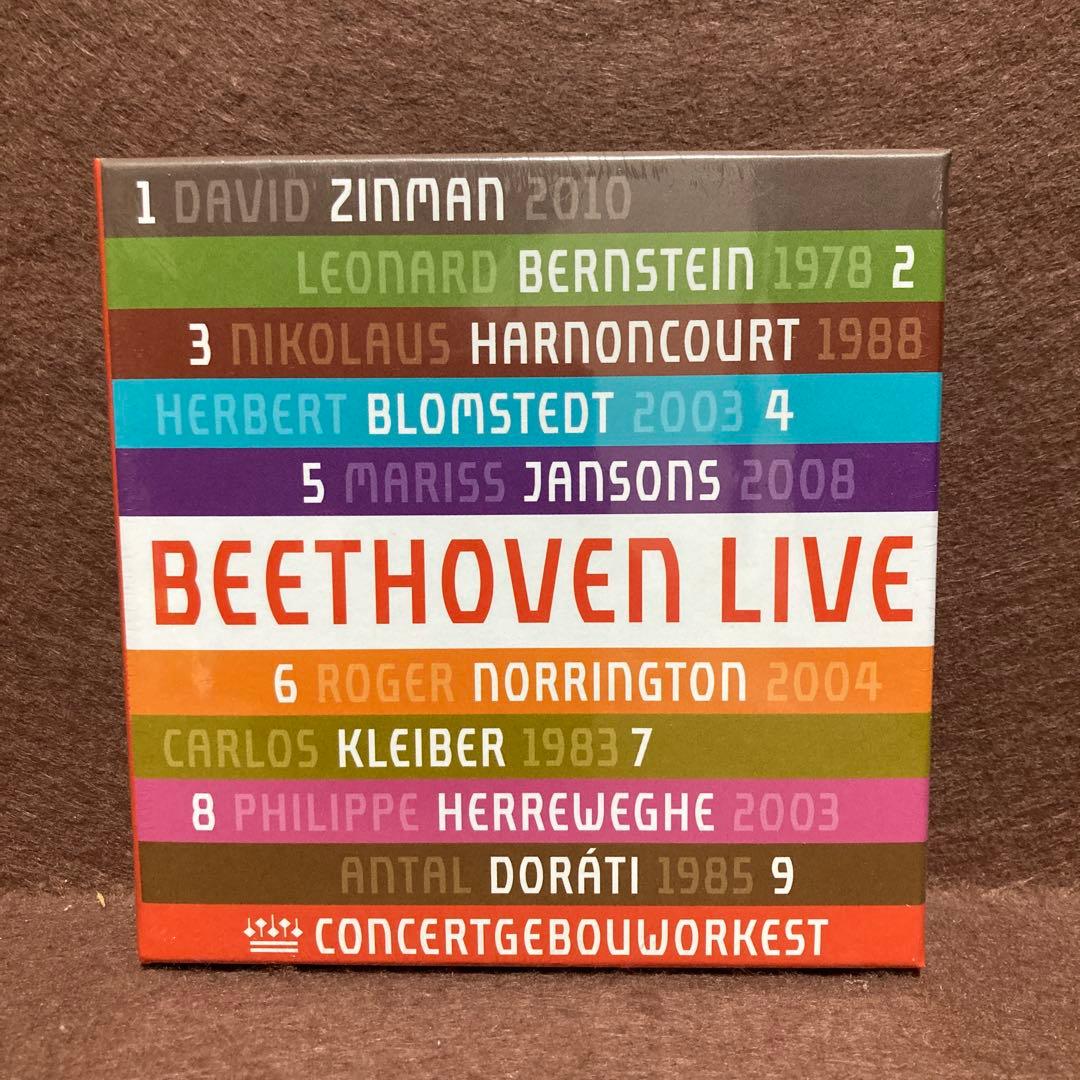 1 DAVID ZINMAN 2010
LEONARD BERNSTEIN 1978 2
3 NIKOLAUS HARNONCOURT 1988
HERBERT BLOMSTEDT 2003 4
5 MARISS JANSONS 2008
BEETHOVEN LIVE
6 ROGER NORRINGTON 2004
CARLOS KLEIBER 1983 7
8 PHILIPPE HERREWEGHE 2003
ANTAL DORÁTI 1985 9
CONCERTGEBOUWORKEST